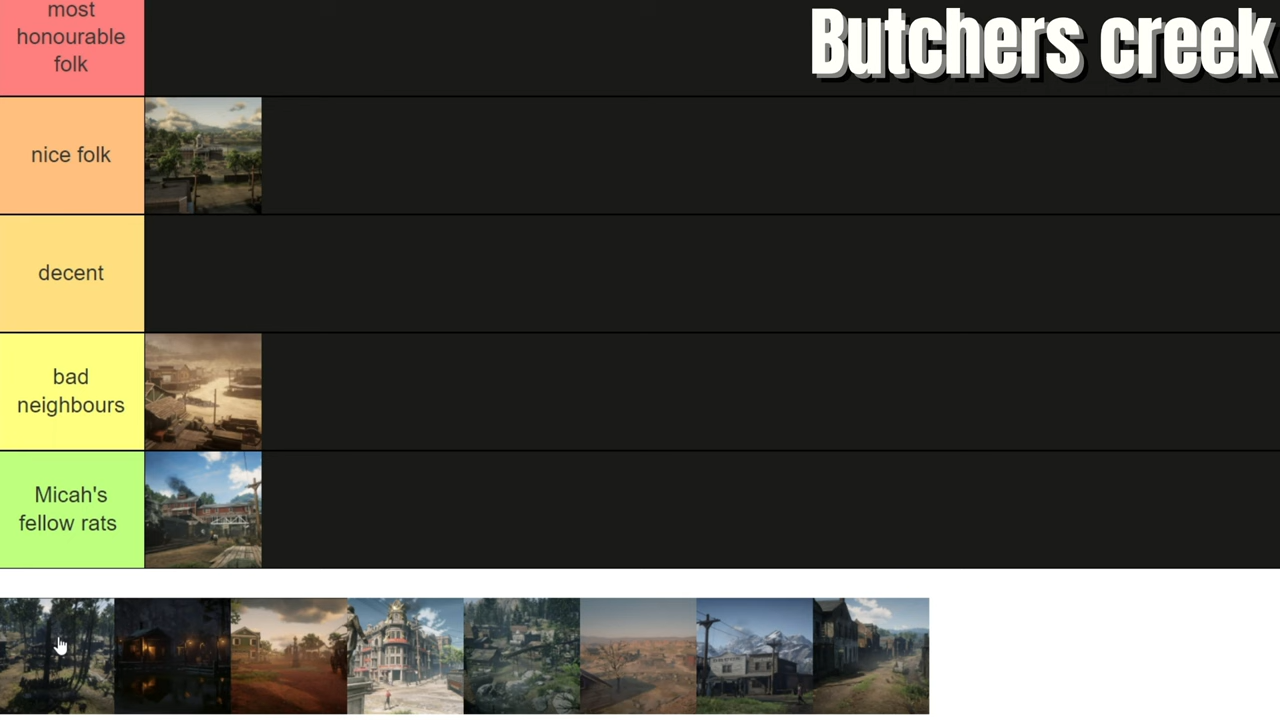 most
honourable
folk
Butchers creek
nice folk
decent
bad
neighbours
Micah's
fellow rats